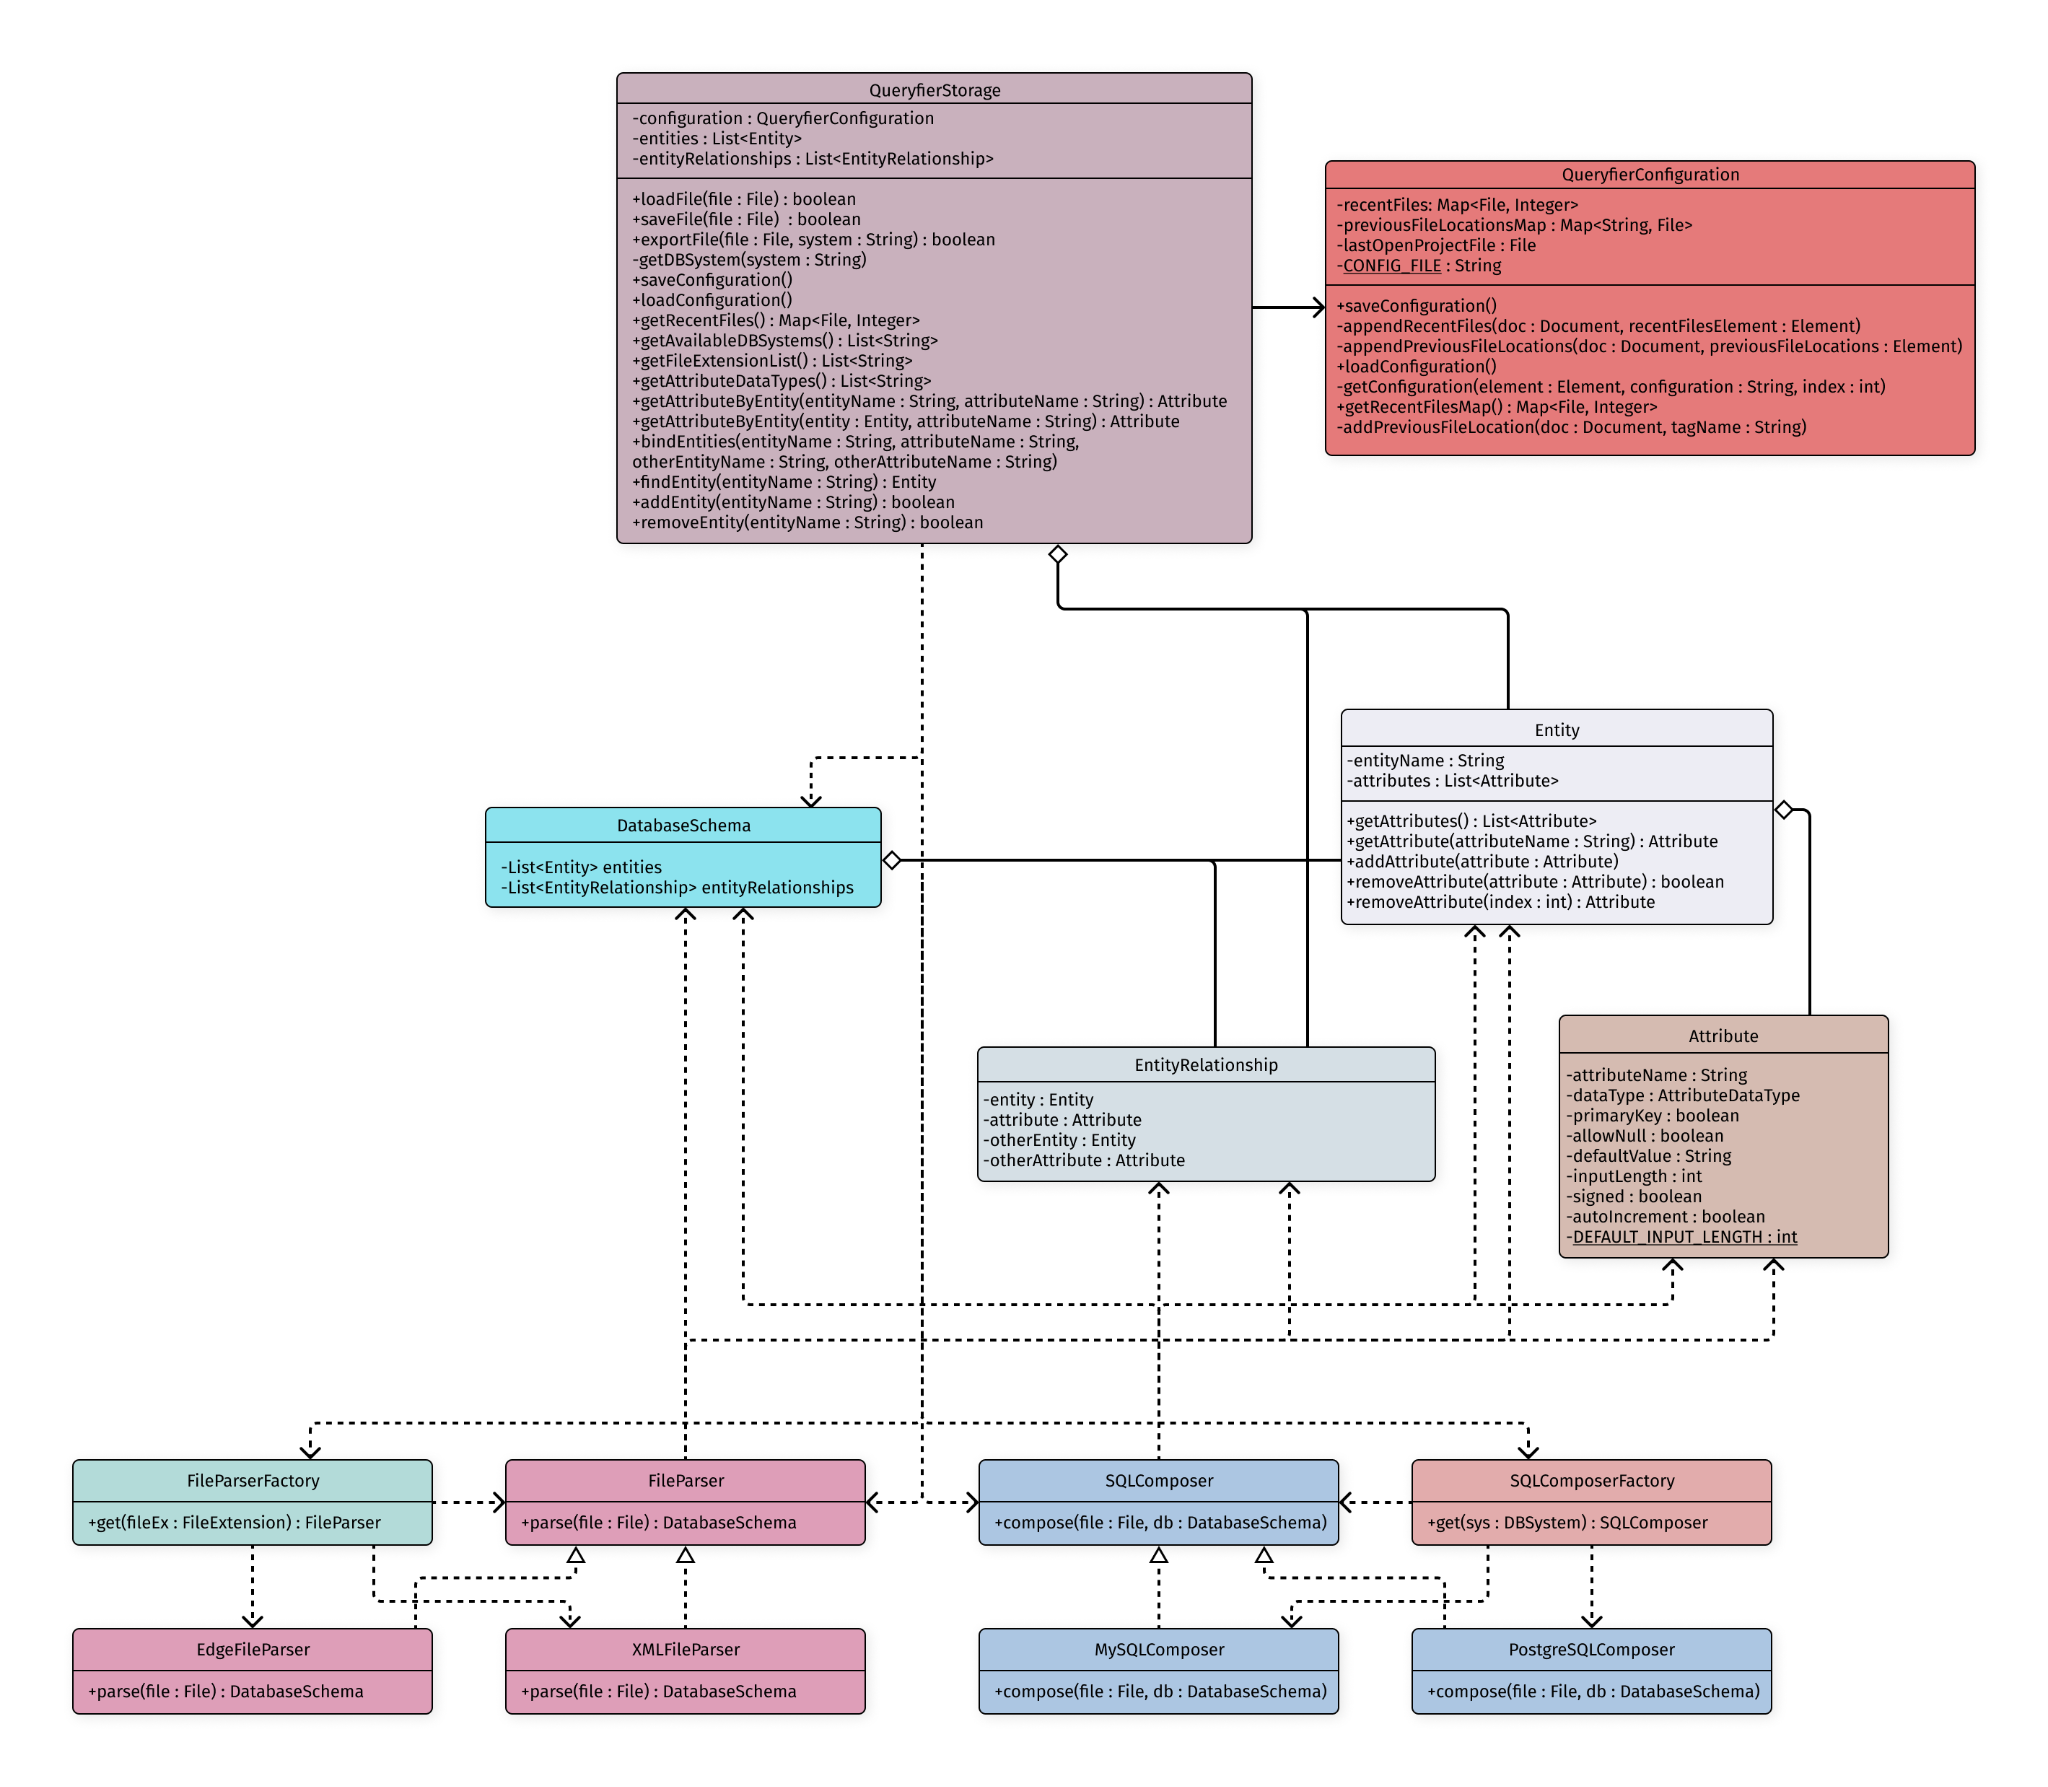 QueryfierStorage
-configuration : QueryfierConfiguration
-entities : List<Entity>
-entityRelationships : List<EntityRelationship>
+loadFile(file : File) : boolean
+saveFile(file : File)  : boolean
+exportFile(file : File, system : String) : boolean
-getDBSystem(system : String)
+saveConfiguration()
+loadConfiguration()
+getRecentFiles() : Map<File, Integer>
+getAvailableDBSystems() : List<String>
+getFileExtensionList() : List<String>
+getAttributeDataTypes() : List<String>
+getAttributeByEntity(entityName : String, attributeName : String) : Attribute
+getAttributeByEntity(entity : Entity, attributeName : String) : Attribute
+bindEntities(entityName : String, attributeName : String,
otherEntityName : String, otherAttributeName : String)
+findEntity(entityName : String) : Entity
+addEntity(entityName : String) : boolean
+removeEntity(entityName : String) : boolean
QueryfierConfiguration
-recentFiles: Map<File, Integer>
-previousFileLocationsMap : Map<String, File>
-lastOpenProjectFile : File
-CONFIG_FILE : String
+saveConfiguration()
-appendRecentFiles(doc : Document, recentFilesElement : Element)
-appendPreviousFileLocations(doc : Document, previousFileLocations : Element)
+loadConfiguration()
-getConfiguration(element : Element, configuration : String, index : int)
+getRecentFilesMap() : Map<File, Integer>
-addPreviousFileLocation(doc : Document, tagName : String)
Entity
-entityName : String
-attributes : List<Attribute>
+getAttributes() : List<Attribute>
+getAttribute(attributeName : String) : Attribute
+addAttribute(attribute : Attribute)
+removeAttribute(attribute : Attribute) : boolean
+removeAttribute(index : int) : Attribute
DatabaseSchema
-List<Entity> entities
-List<EntityRelationship> entityRelationships
EntityRelationship
-entity : Entity
-attribute : Attribute
-otherEntity : Entity
-otherAttribute : Attribute
Attribute
-attributeName : String
-dataType : AttributeDataType
-primaryKey : boolean
-allowNull : boolean
-defaultValue : String
-inputLength : int
-signed : boolean
-autoIncrement : boolean
-DEFAULT_INPUT_LENGTH : int
FileParserFactory
+get(fileEx : FileExtension) : FileParser
FileParser
+parse(file : File) : DatabaseSchema
SQLComposer
+compose(file : File, db : DatabaseSchema)
SQLComposerFactory
+get(sys : DBSystem) : SQLComposer
EdgeFileParser
+parse(file : File) : DatabaseSchema
XMLFileParser
+parse(file : File) : DatabaseSchema
MySQLComposer
+compose(file : File, db : DatabaseSchema)
PostgreSQLComposer
+compose(file : File, db : DatabaseSchema)